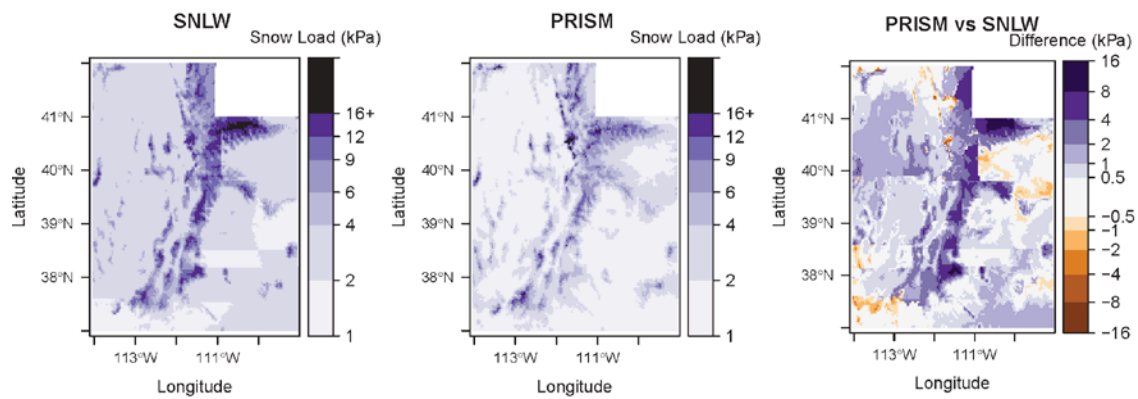 SNLW
Snow Load (kPa)
16+
12
9
6
4
2
1
41°N
40°N
39°N
38°N
Latitude
113°W
111°W
Longitude
PRISM
Snow Load (kPa)
16+
12
9
6
4
2
1
41°N
40°N
39°N
38°N
Latitude
113°W
111°W
Longitude
PRISM vs SNLW
Difference (kPa)
16
8
4
2
1
0.5
−0.5
−1
−2
−4
−8
−16
41°N
40°N
39°N
38°N
Latitude
113°W
111°W
Longitude